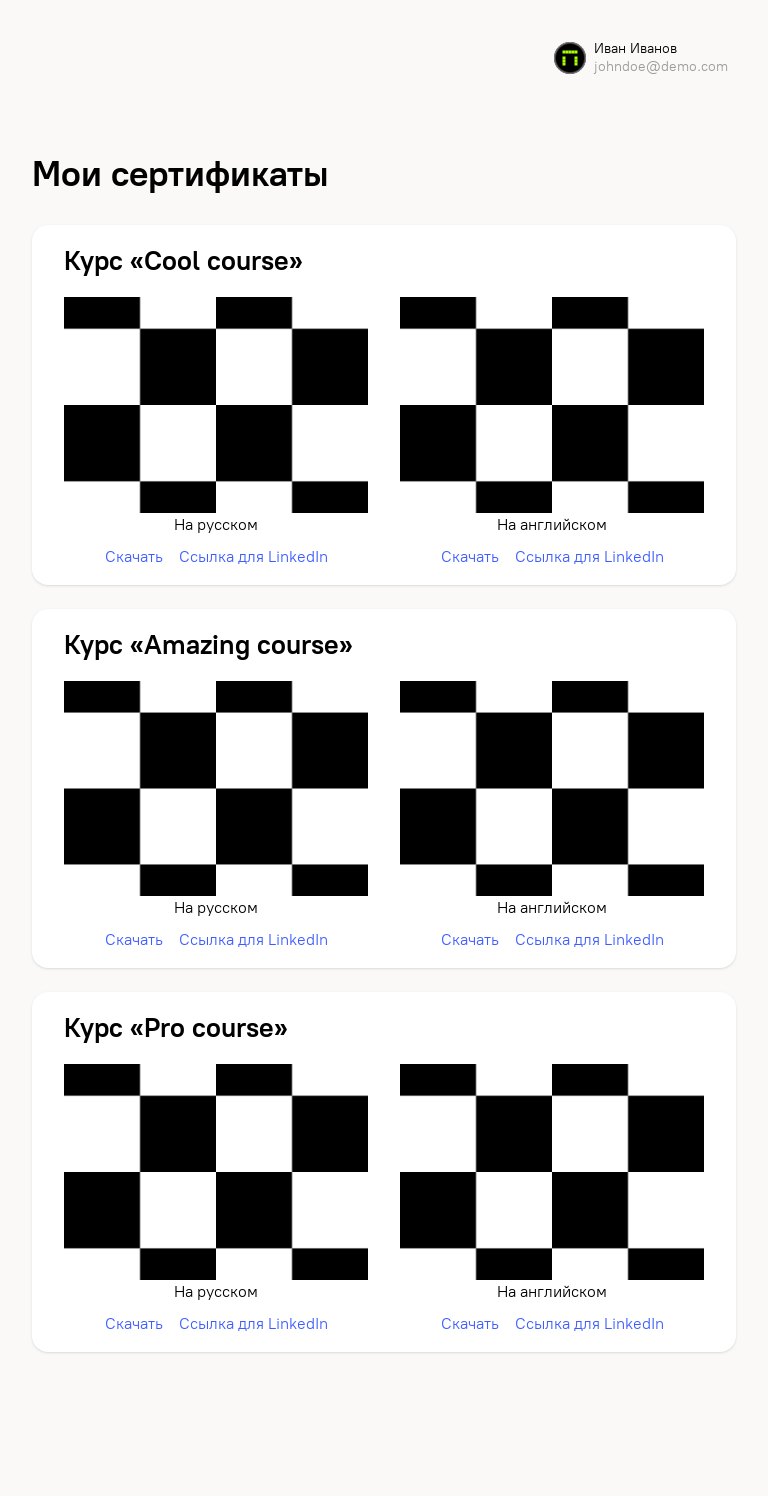 Иван Иванов
johndoe@demo.com
Мои сертификаты
Курс «Cool course»
На русском
На английском
Скачать Ссылка для LinkedIn
Скачать Ссылка для LinkedIn
Курс «Amazing course»
На русском
На английском
Скачать Ссылка для LinkedIn
Скачать Ссылка для LinkedIn
Курс «Pro course»
На русском
На английском
Скачать Ссылка для LinkedIn
Скачать Ссылка для LinkedIn